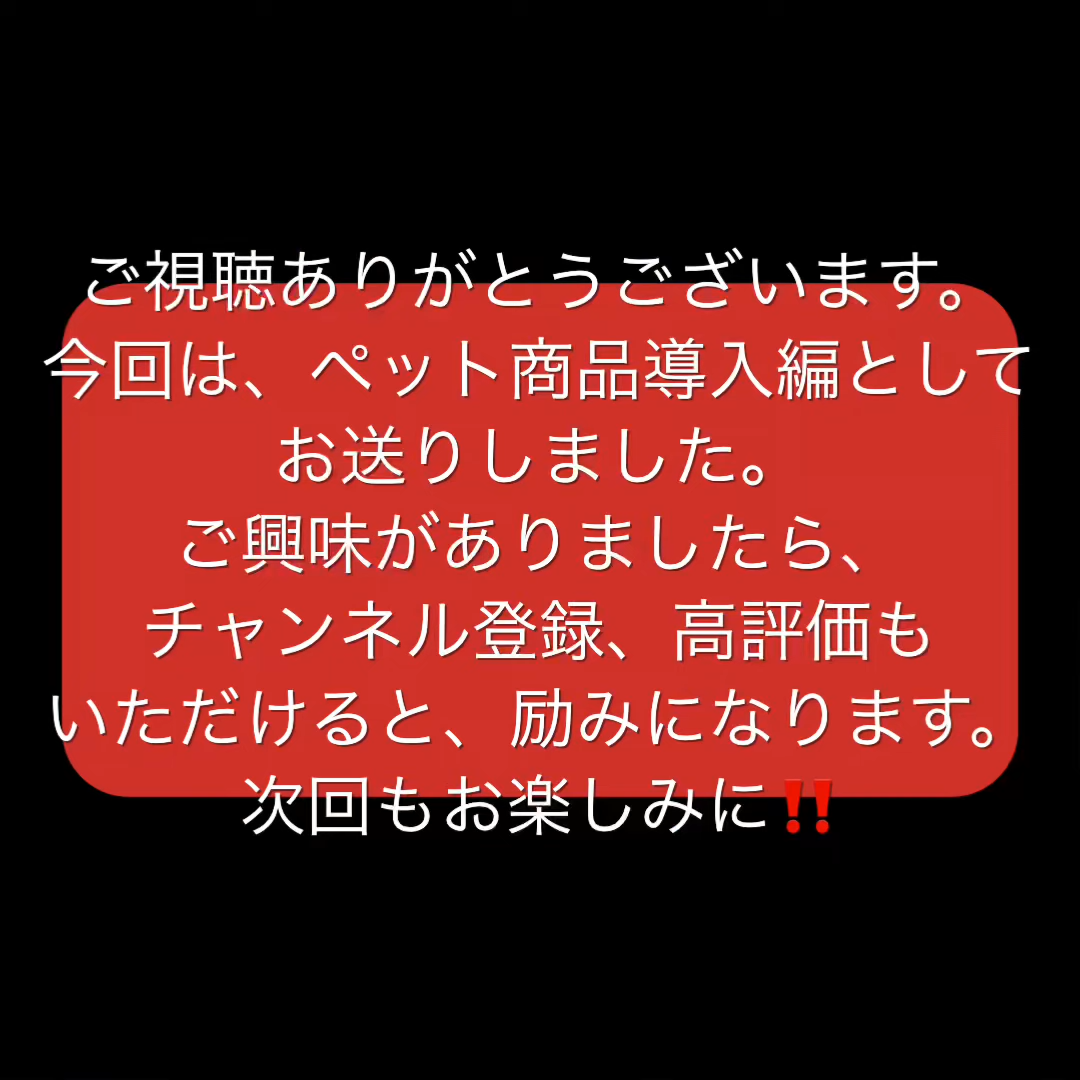 ご視聴ありがとうございます。
今回は、ペット商品導入編として
お送りしました。
ご興味がありましたら、
チャンネル登録、高評価も
いただけると、励みになります。
次回もお楽しみに‼️